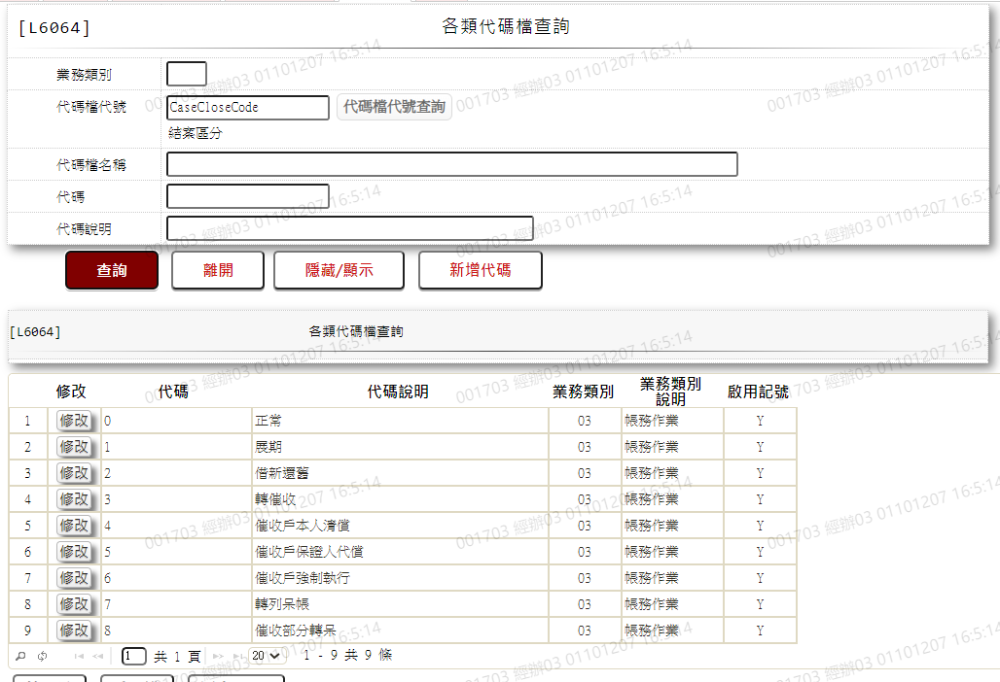 [L6064] 各類代碼檔查詢
業務類別
代碼檔代號 CaseCloseCode 代碼檔代號查詢
結案區分
代碼檔名稱
代碼
代碼說明
查詢 離開 隱藏/顯示 新增代碼
[L6064] 各類代碼檔查詢
修改 代碼 代碼說明 業務類別 業務類別說明 啟用記號
1 修改 0 正常 03 帳務作業 Y
2 修改 1 展期 03 帳務作業 Y
3 修改 2 借新還舊 03 帳務作業 Y
4 修改 3 轉催收 03 帳務作業 Y
5 修改 4 催收戶本人清償 03 帳務作業 Y
6 修改 5 催收戶保證人代償 03 帳務作業 Y
7 修改 6 催收戶強制執行 03 帳務作業 Y
8 修改 7 轉列呆帳 03 帳務作業 Y
9 修改 8 催收部分轉呆 03 帳務作業 Y
1 共 1 頁 20 1 - 9 共 9 條
001703 經辦03 01101207 16:5:14